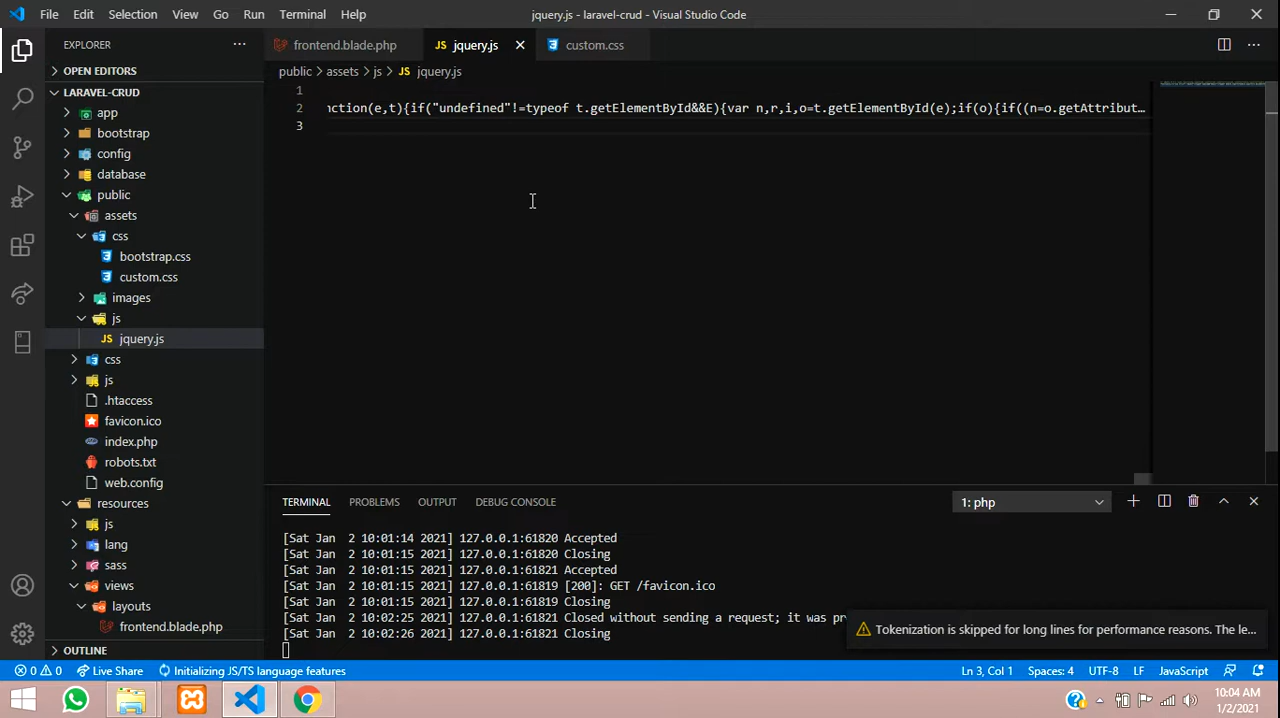 File Edit Selection View Go Run Terminal Help jquery.js - laravel-crud - Visual Studio Code
EXPLORER
OPEN EDITORS
LARAVEL-CRUD
app
bootstrap
config
database
public
assets
css
bootstrap.css
custom.css
images
js
jquery.js
css
js
.htaccess
favicon.ico
index.php
robots.txt
web.config
resources
js
lang
sass
views
layouts
frontend.blade.php
OUTLINE
frontend.blade.php JS jquery.js custom.css
public > assets > js > JS jquery.js
1
2 nction(e,t){if("undefined"!=typeof t.getElementById&&E){var n,r,i,o=t.getElementById(e);if(o){if((n=o.getAttribut…
3
TERMINAL PROBLEMS OUTPUT DEBUG CONSOLE 1: php
[Sat Jan  2 10:01:14 2021] 127.0.0.1:61820 Accepted
[Sat Jan  2 10:01:15 2021] 127.0.0.1:61820 Closing
[Sat Jan  2 10:01:15 2021] 127.0.0.1:61821 Accepted
[Sat Jan  2 10:01:15 2021] 127.0.0.1:61819 [200]: GET /favicon.ico
[Sat Jan  2 10:01:15 2021] 127.0.0.1:61819 Closing
[Sat Jan  2 10:02:25 2021] 127.0.0.1:61821 Closed without sending a request; it was pr
[Sat Jan  2 10:02:26 2021] 127.0.0.1:61821 Closing
Tokenization is skipped for long lines for performance reasons. The le...
0 0 Live Share Initializing JS/TS language features Ln 3, Col 1 Spaces: 4 UTF-8 LF JavaScript
10:04 AM
1/2/2021